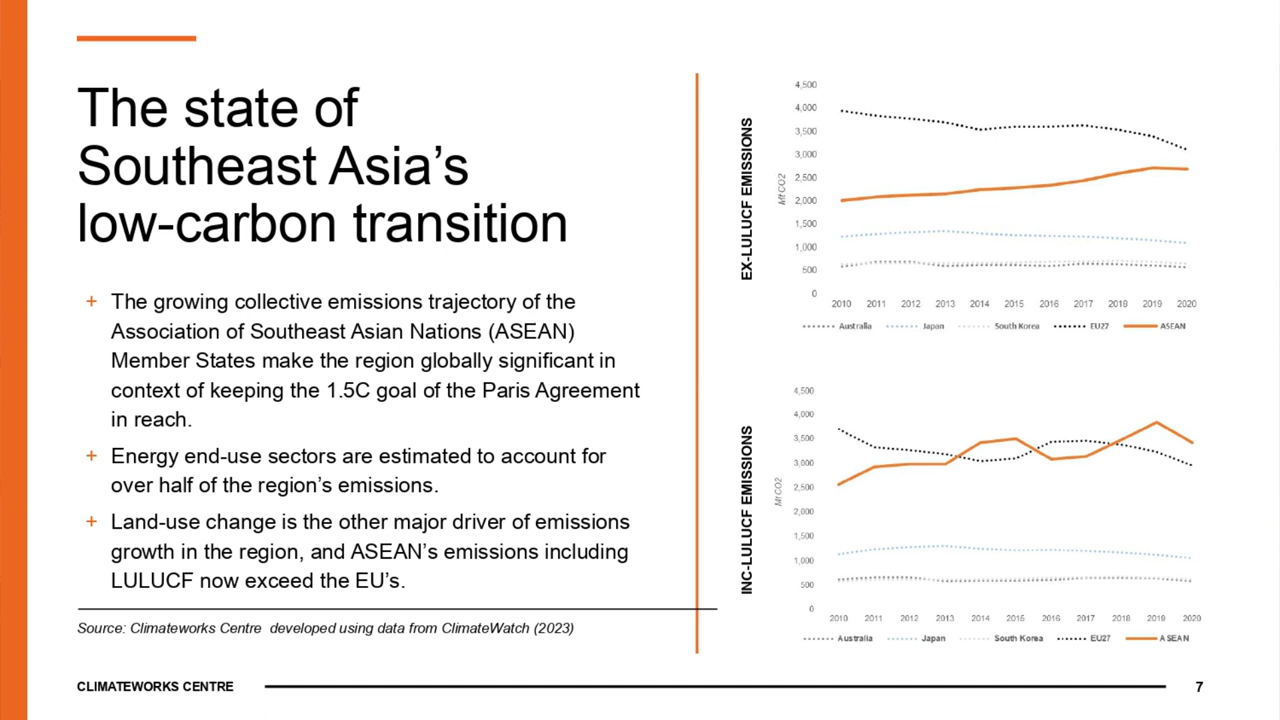 The state of
Southeast Asia’s
low-carbon transition
+ The growing collective emissions trajectory of the
Association of Southeast Asian Nations (ASEAN)
Member States make the region globally significant in
context of keeping the 1.5C goal of the Paris Agreement
in reach.
+ Energy end-use sectors are estimated to account for
over half of the region’s emissions.
+ Land-use change is the other major driver of emissions
growth in the region, and ASEAN’s emissions including
LULUCF now exceed the EU’s.
Source: Climateworks Centre developed using data from ClimateWatch (2023)
EX-LULUCF EMISSIONS
Mt CO2
4,500
4,000
3,500
3,000
2,500
2,000
1,500
1,000
500
0
2010 2011 2012 2013 2014 2015 2016 2017 2018 2019 2020
Australia Japan South Korea EU27 ASEAN
INC-LULUCF EMISSIONS
Mt CO2
4,500
4,000
3,500
3,000
2,500
2,000
1,500
1,000
500
0
2010 2011 2012 2013 2014 2015 2016 2017 2018 2019 2020
Australia Japan South Korea EU27 ASEAN
CLIMATEWORKS CENTRE
7